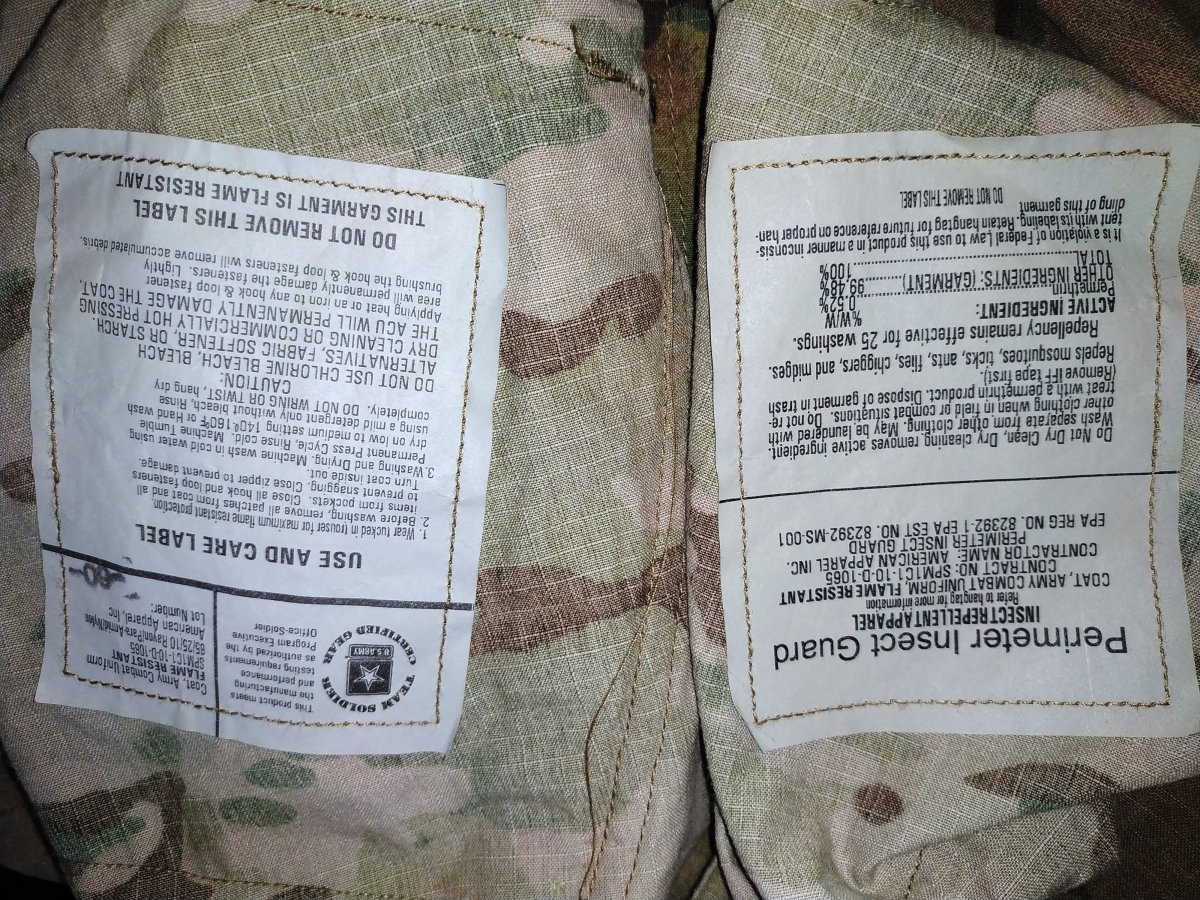 Coat, Army Combat Uniform
FLAME RESISTANT
SPM1C1-10-1-1065
65/25/10 Rayon/Para-Aramid/Nylon
American Apparel, Inc
Lot Number:
-60-
This product meets
the manufacturing
and performance
testing requirements
as authorized by the
Program Executive
Office-Soldier
TEAM SOLDIER
U.S. ARMY
CERTIFIED GEAR
USE AND CARE LABEL
1. Wear tucked in trouser for maximum flame resistant protection.
2. Before washing, remove all patches from coat and all
items from pockets. Close all zipper and hook and loop fasteners
to prevent snagging. Close zipper to prevent damage.
Turn coat inside out.
3. Washing and Drying. Machine wash in cold water using
Permanent Press Cycle, Rinse cold. Machine Tumble
dry on low to medium setting 140º 160ºF or Hand wash
using a mild detergent only without bleach, Rinse
completely. DO NOT WRING OR TWIST, hang dry
CAUTION:
DO NOT USE CHLORINE BLEACH, BLEACH
ALTERNATIVES, FABRIC SOFTENER, OR STARCH.
DRY CLEANING OR COMMERCIALLY HOT PRESSING
THE ACU WILL PERMANENTLY DAMAGE THE COAT.
Applying heat or an iron to any hook & loop fastener
area will permanently damage the fasteners. Lightly
brushing the hook & loop fasteners will remove accumulated debris.
DO NOT REMOVE THIS LABEL
THIS GARMENT IS FLAME RESISTANT
Perimeter Insect Guard
INSECT REPELLENT APPAREL
Refer to hangtag for more information
COAT, ARMY COMBAT UNIFORM, FLAME RESISTANT
CONTRACT NO: SPM1C1-10-D-1065
CONTRACTOR NAME: AMERICAN APPAREL INC.
PERIMETER INSECT GUARD
EPA REG NO. 82392-1 EPA EST NO. 82392-MS-001
Do Not Dry Clean, Dry cleaning removes active ingredient.
Wash separate from other clothing. May be laundered with
other clothing when in field or combat situations. Do not re-
treat with a permethrin product. Dispose of garment in trash
(Remove IFF tape first).
Repels mosquitoes, ticks, ants, flies, chiggers, and midges.
Repellency remains effective for 25 washings.
ACTIVE INGREDIENT: %W/W
Permethrin 0.52%
OTHER INGREDIENTS: (GARMENT)..........99.48%
TOTAL..........100%
It is a violation of Federal Law to use this product in a manner inconsis-
tent with its labeling. Retain hangtag for future reference on proper han-
dling of this garment
DO NOT REMOVE THIS LABEL